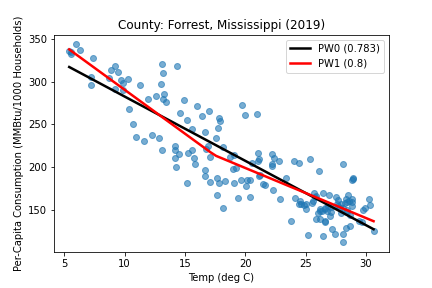 County: Forrest, Mississippi (2019)
Per-Capita Consumption (MMBtu/1000 Households)
350
300
250
200
150
PW0 (0.783)
PW1 (0.8)
5 10 15 20 25 30
Temp (deg C)